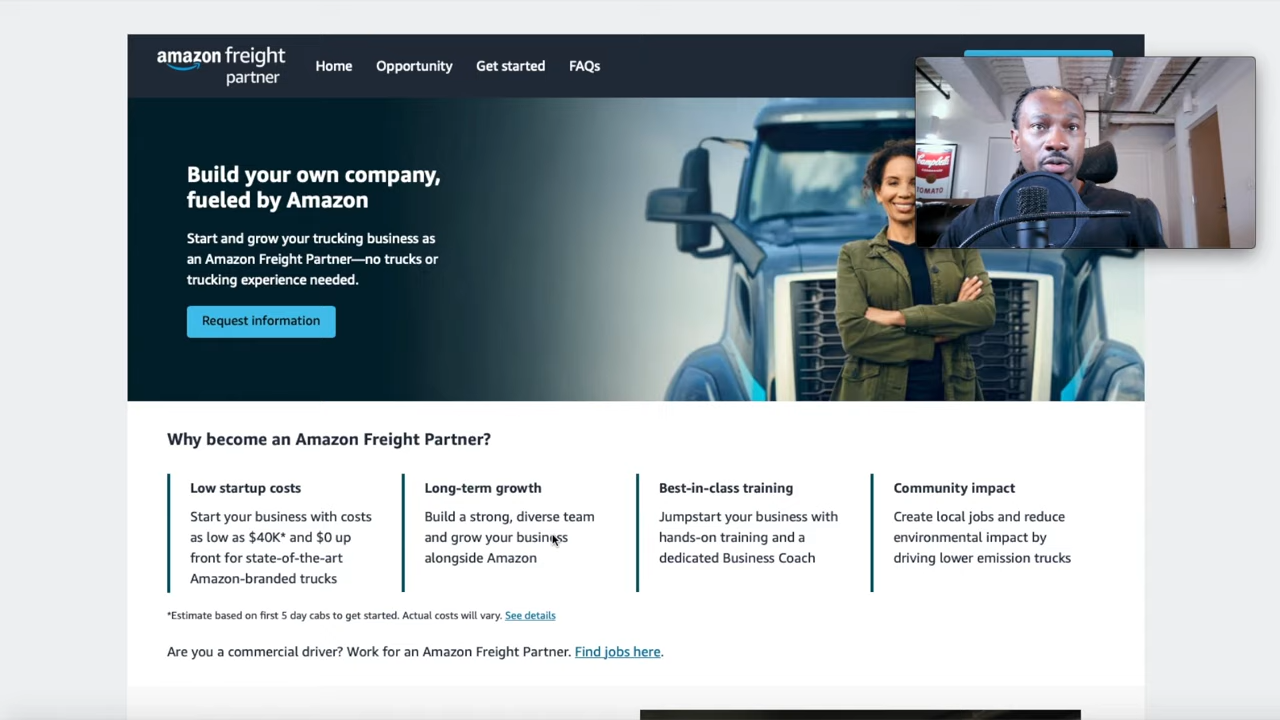 amazon freight
partner
Home
Opportunity
Get started
FAQs
Build your own company,
fueled by Amazon
Start and grow your trucking business as
an Amazon Freight Partner—no trucks or
trucking experience needed.
Request information
Campbell's
TOMATO
Why become an Amazon Freight Partner?
Low startup costs
Start your business with costs
as low as $40K* and $0 up
front for state-of-the-art
Amazon-branded trucks
Long-term growth
Build a strong, diverse team
and grow your business
alongside Amazon
Best-in-class training
Jumpstart your business with
hands-on training and a
dedicated Business Coach
Community impact
Create local jobs and reduce
environmental impact by
driving lower emission trucks
*Estimate based on first 5 day cabs to get started. Actual costs will vary. See details
Are you a commercial driver? Work for an Amazon Freight Partner. Find jobs here.